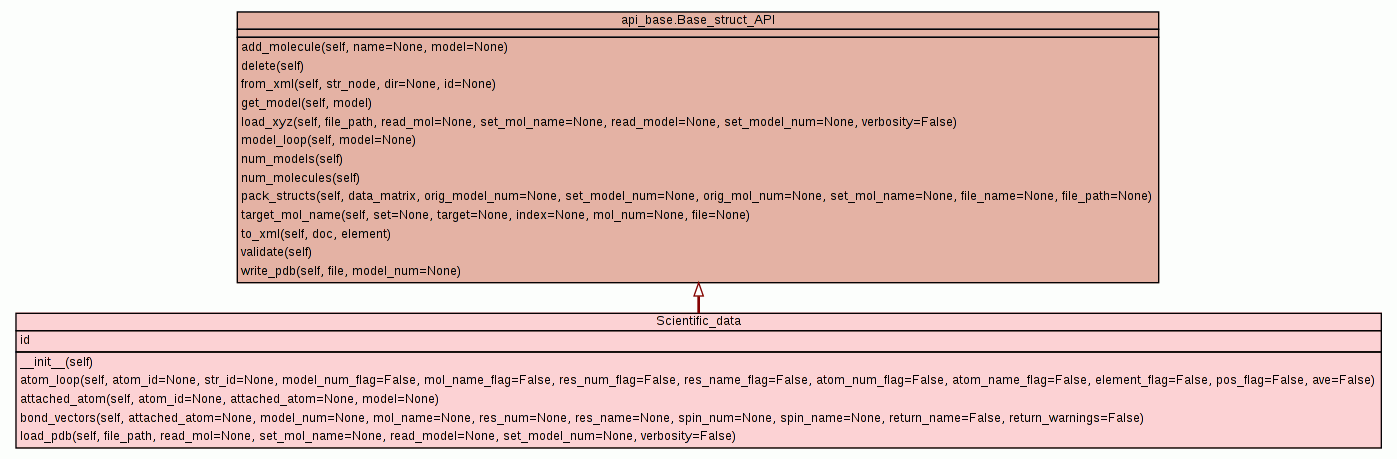 api_base.Base_struct_API
add_molecule(self, name=None, model=None)
delete(self)
from_xml(self, str_node, dir=None, id=None)
get_model(self, model)
load_xyz(self, file_path, read_mol=None, set_mol_name=None, read_model=None, set_model_num=None, verbosity=False)
model_loop(self, model=None)
num_models(self)
num_molecules(self)
pack_structs(self, data_matrix, orig_model_num=None, set_model_num=None, orig_mol_num=None, set_mol_name=None, file_name=None, file_path=None)
target_mol_name(self, set=None, target=None, index=None, mol_num=None, file=None)
to_xml(self, doc, element)
validate(self)
write_pdb(self, file, model_num=None)
Scientific_data
id
__init__(self)
atom_loop(self, atom_id=None, str_id=None, model_num_flag=False, mol_name_flag=False, res_num_flag=False, res_name_flag=False, atom_num_flag=False, atom_name_flag=False, element_flag=False, pos_flag=False, ave=False)
attached_atom(self, atom_id=None, attached_atom=None, model=None)
bond_vectors(self, attached_atom=None, model_num=None, mol_name=None, res_num=None, res_name=None, spin_num=None, spin_name=None, return_name=False, return_warnings=False)
load_pdb(self, file_path, read_mol=None, set_mol_name=None, read_model=None, set_model_num=None, verbosity=False)